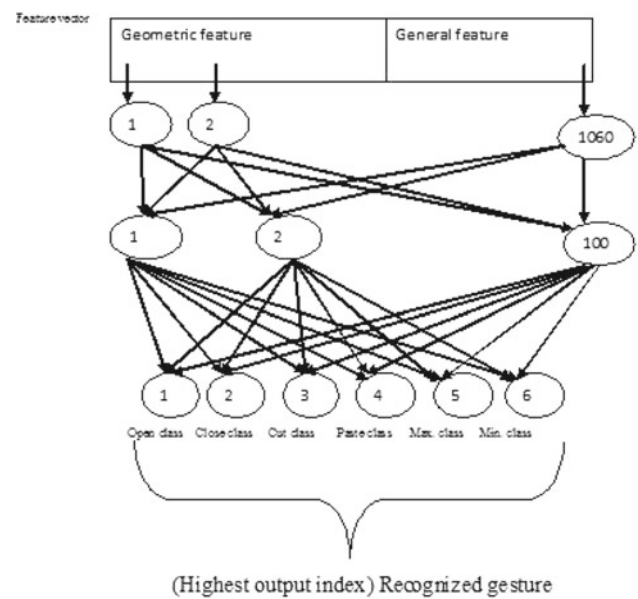 Feature vector
Geometric feature General feature
1 2 1060
1 2 100
1 2 3 4 5 6
Open class Close class Cut class Paste class Max. class Min. class
(Highest output index) Recognized gesture